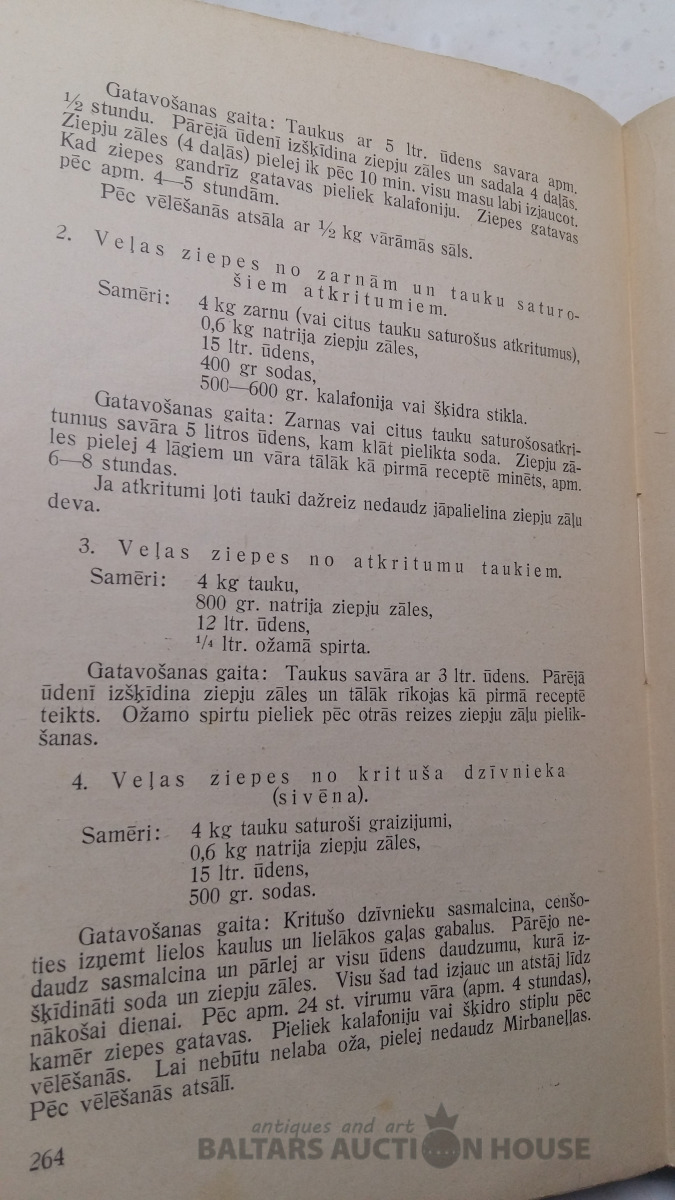 Gatavošanas gaita: Taukus ar 5 ltr. ūdens savara apm.
½ stundu. Pārējā ūdenī izšķīdina ziepju zāles un sadala 4 daļās.
Ziepju zāles (4 daļās) pielej ik pēc 10 min. visu masu labi izjaucot.
Kad ziepes gandrīz gatavas pieliek kalafoniju. Ziepes gatavas
pēc apm. 4—5 stundām.
Pēc vēlēšanās atsāla ar ½ kg vārāmās sāls.
2. Veļas ziepes no zarnām un tauku saturo-
šiem atkritumiem.
Samēri: 4 kg zarnu (vai citus tauku saturošus atkritumus),
0,6 kg natrija ziepju zāles,
15 ltr. ūdens,
400 gr sodas,
500—600 gr. kalafonija vai šķidra stikla.
Gatavošanas gaita: Zarnas vai citus tauku saturošosatkri-
tumus savāra 5 litros ūdens, kam klāt pielikta soda. Ziepju zā-
les pielej 4 lāgiem un vāra tālāk kā pirmā receptē minēts, apm.
6—8 stundas.
Ja atkritumi ļoti tauki dažreiz nedaudz jāpalielina ziepju zāļu
deva.
3. Veļas ziepes no atkritumu taukiem.
Samēri: 4 kg tauku,
800 gr. natrija ziepju zāles,
12 ltr. ūdens,
¼ ltr. ožamā spirta.
Gatavošanas gaita: Taukus savāra ar 3 ltr. ūdens. Pārējā
ūdenī izšķīdina ziepju zāles un tālāk rīkojas kā pirmā receptē
teikts. Ožamo spirtu pieliek pēc otrās reizes ziepju zāļu pielik-
šanas.
4. Veļas ziepes no krituša dzīvnieka
(sivēna).
Samēri: 4 kg tauku saturoši graizijumi,
0,6 kg natrija ziepju zāles,
15 ltr. ūdens,
500 gr. sodas.
Gatavošanas gaita: Kritušo dzīvnieku sasmalcina, cenšo-
ties izņemt lielos kaulus un lielākos gaļas gabalus. Pārējo ne-
daudz sasmalcina un pārlej ar visu ūdens daudzumu, kurā iz-
šķīdināti soda un ziepju zāles. Visu šad tad izjauc un atstāj līdz
nākošai dienai. Pēc apm. 24 st. virumu vāra (apm. 4 stundas),
kamēr ziepes gatavas. Pieliek kalafoniju vai šķidro stiplu pēc
vēlēšanās. Lai nebūtu nelaba oža, pielej nedaudz Mirbaneļļas.
Pēc vēlēšanās atsālī.
264
antiques and art
BALTARS AUCTION HOUSE